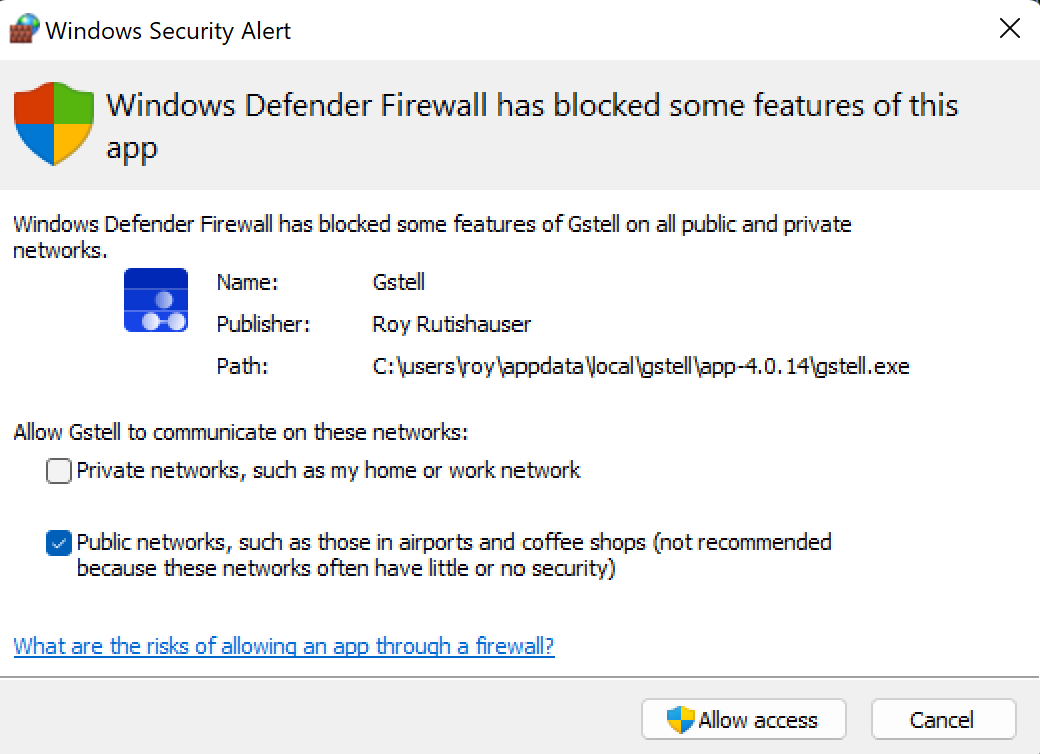 Windows Security Alert
Windows Defender Firewall has blocked some features of this
app
Windows Defender Firewall has blocked some features of Gstell on all public and private
networks.
Name: Gstell
Publisher: Roy Rutishauser
Path: C:\users\roy\appdata\local\gstell\app-4.0.14\gstell.exe
Allow Gstell to communicate on these networks:
Private networks, such as my home or work network
Public networks, such as those in airports and coffee shops (not recommended
because these networks often have little or no security)
What are the risks of allowing an app through a firewall?
Allow access Cancel